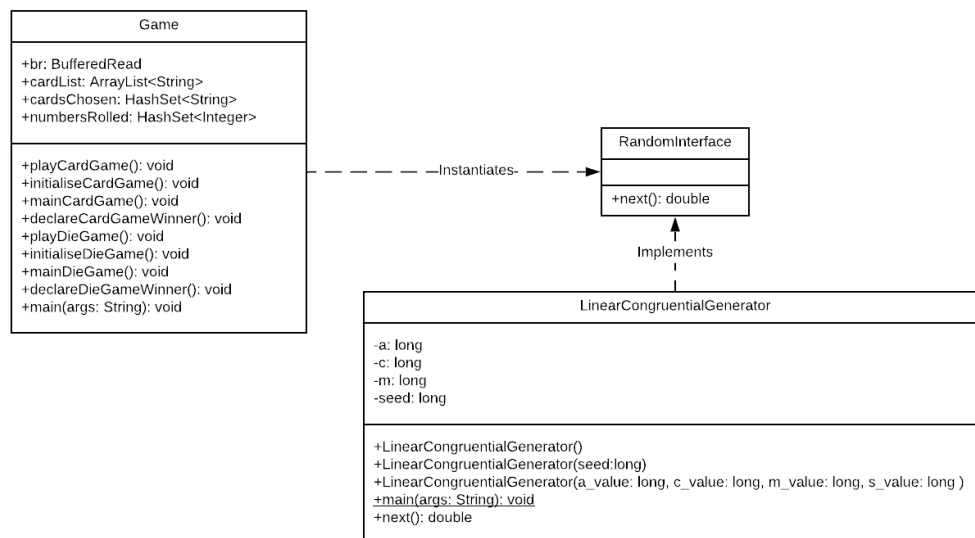 Game
+br: BufferedRead
+cardList: ArrayList<String>
+cardsChosen: HashSet<String>
+numbersRolled: HashSet<Integer>
+playCardGame(): void
+initialiseCardGame(): void
+mainCardGame(): void
+declareCardGameWinner(): void
+playDieGame(): void
+initialiseDieGame(): void
+mainDieGame(): void
+declareDieGameWinner(): void
+main(args: String): void
Instantiates
RandomInterface
+next(): double
Implements
LinearCongruentialGenerator
-a: long
-c: long
-m: long
-seed: long
+LinearCongruentialGenerator()
+LinearCongruentialGenerator(seed:long)
+LinearCongruentialGenerator(a_value: long, c_value: long, m_value: long, s_value: long )
+main(args: String): void
+next(): double